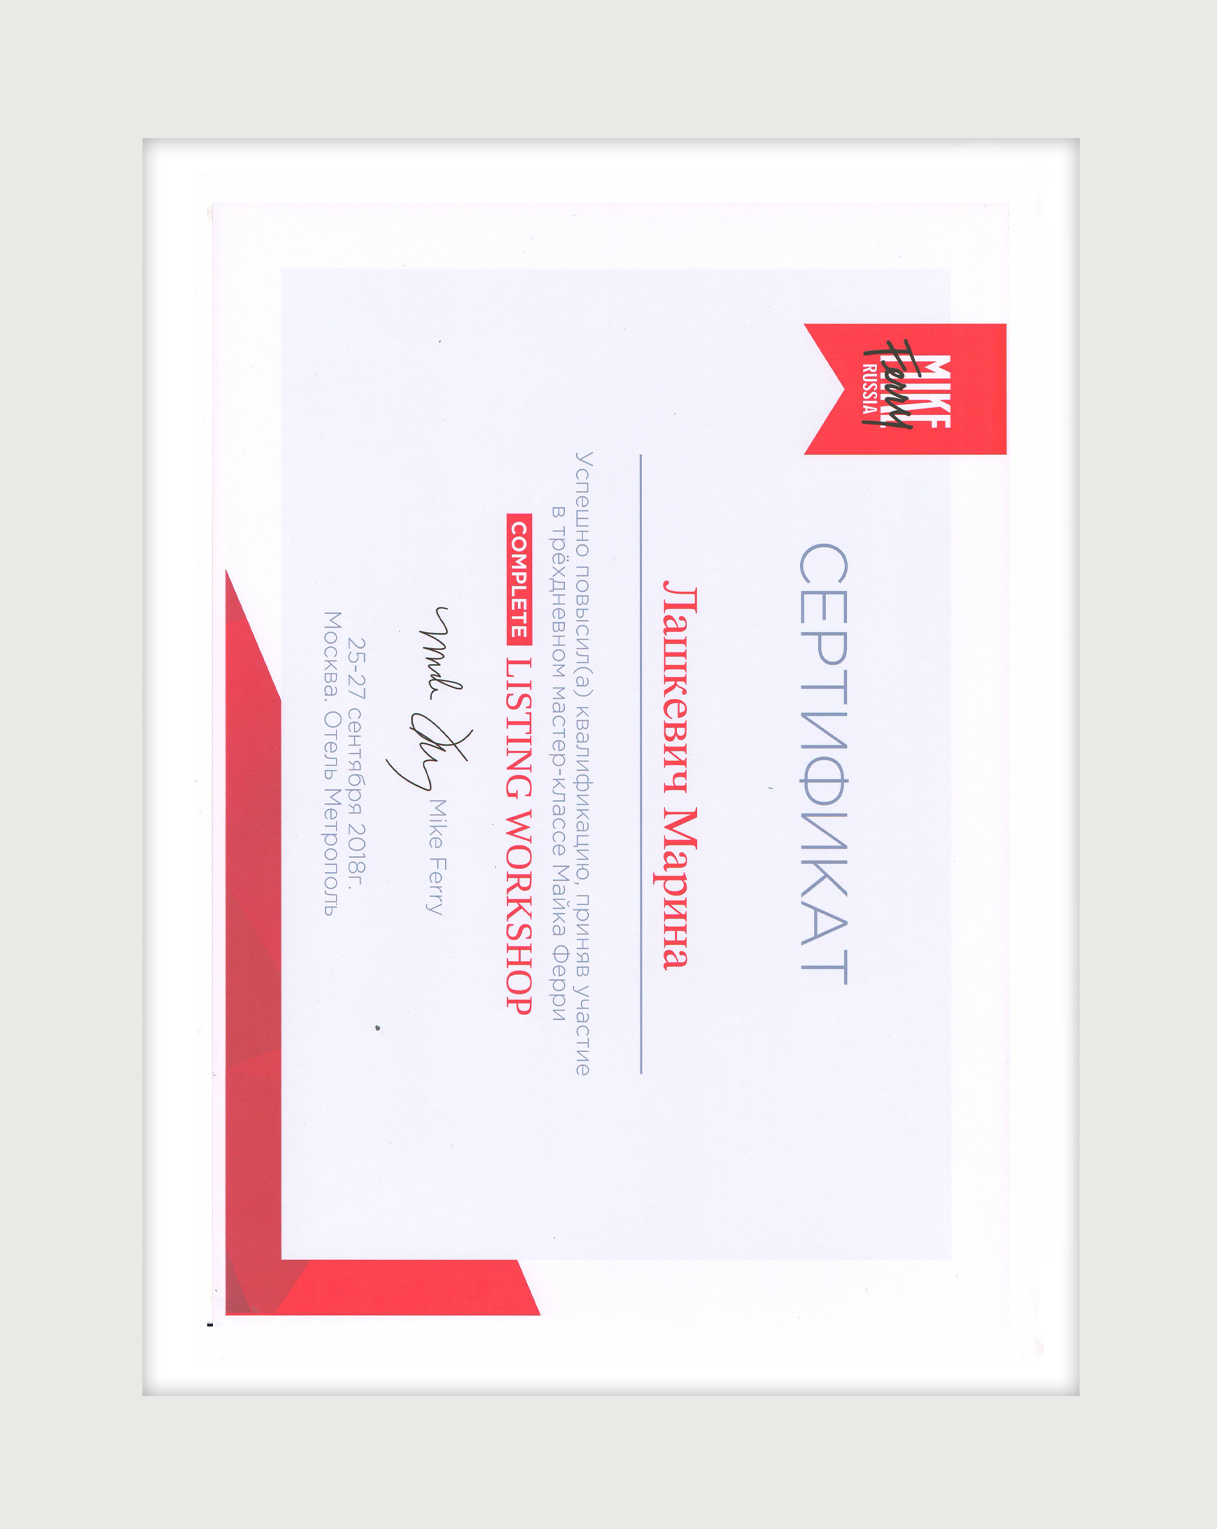 MIKE
Ferry
RUSSIA
СЕРТИФИКАТ
Лашкевич Марина
Успешно повысил(а) квалификацию, приняв участие
в трёхдневном мастер-классе Майка Ферри
COMPLETE LISTING WORKSHOP
Mike Ferry
25-27 сентября 2018г.
Москва. Отель Метрополь